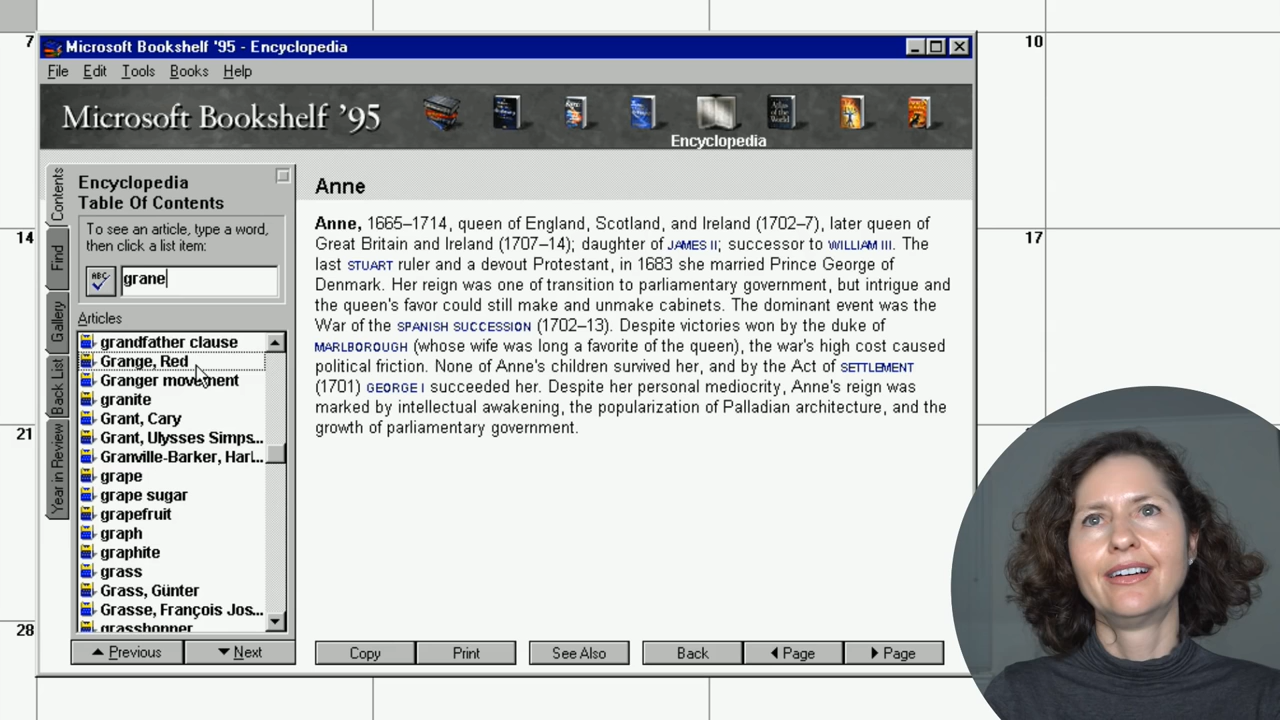 7
10
Microsoft Bookshelf '95 - Encyclopedia
File Edit Tools Books Help
Microsoft Bookshelf '95
Encyclopedia
Contents
Find
Gallery
Back List
Year in Review
Encyclopedia
Table Of Contents
To see an article, type a word,
then click a list item:
ABC
grane
Articles
grandfather clause
Grange, Red
Granger movement
granite
Grant, Cary
Grant, Ulysses Simps...
Granville-Barker, Harl...
grape
grape sugar
grapefruit
graph
graphite
grass
Grass, Günter
Grasse, François Jos...
grasshopper
Previous Next
Anne
Anne, 1665–1714, queen of England, Scotland, and Ireland (1702–7), later queen of
Great Britain and Ireland (1707–14); daughter of JAMES II; successor to WILLIAM III. The
last STUART ruler and a devout Protestant, in 1683 she married Prince George of
Denmark. Her reign was one of transition to parliamentary government, but intrigue and
the queen's favor could still make and unmake cabinets. The dominant event was the
War of the SPANISH SUCCESSION (1702–13). Despite victories won by the duke of
MARLBOROUGH (whose wife was long a favorite of the queen), the war's high cost caused
political friction. None of Anne's children survived her, and by the Act of SETTLEMENT
(1701) GEORGE I succeeded her. Despite her personal mediocrity, Anne's reign was
marked by intellectual awakening, the popularization of Palladian architecture, and the
growth of parliamentary government.
Copy Print See Also Back Page Page
14
17
21
28